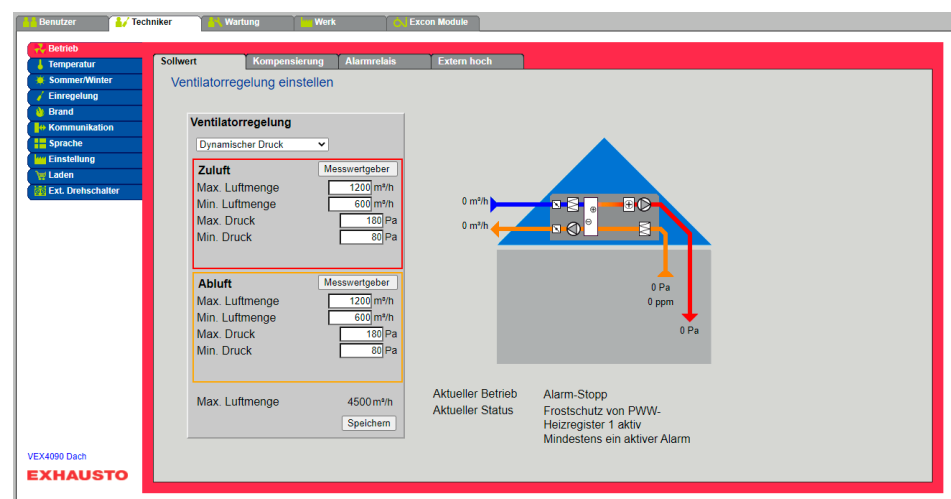 Benutzer
Techniker
Wartung
Werk
Excon Module
Betrieb
Temperatur
Sommer/Winter
Einregelung
Brand
Kommunikation
Sprache
Einstellung
Laden
Ext. Drehschalter
Sollwert
Kompensierung
Alarmrelais
Extern hoch
Ventilatorregelung einstellen
Ventilatorregelung
Dynamischer Druck
Zuluft Messwertgeber
Max. Luftmenge 1200 m³/h
Min. Luftmenge 600 m³/h
Max. Druck 180 Pa
Min. Druck 80 Pa
Abluft Messwertgeber
Max. Luftmenge 1200 m³/h
Min. Luftmenge 600 m³/h
Max. Druck 180 Pa
Min. Druck 80 Pa
Max. Luftmenge 4500 m³/h
Speichern
0 m³/h
0 m³/h
0 Pa
0 ppm
0 Pa
Aktueller Betrieb Alarm-Stopp
Aktueller Status Frostschutz von PWW-
Heizregister 1 aktiv
Mindestens ein aktiver Alarm
VEX4090 Dach
EXHAUSTO